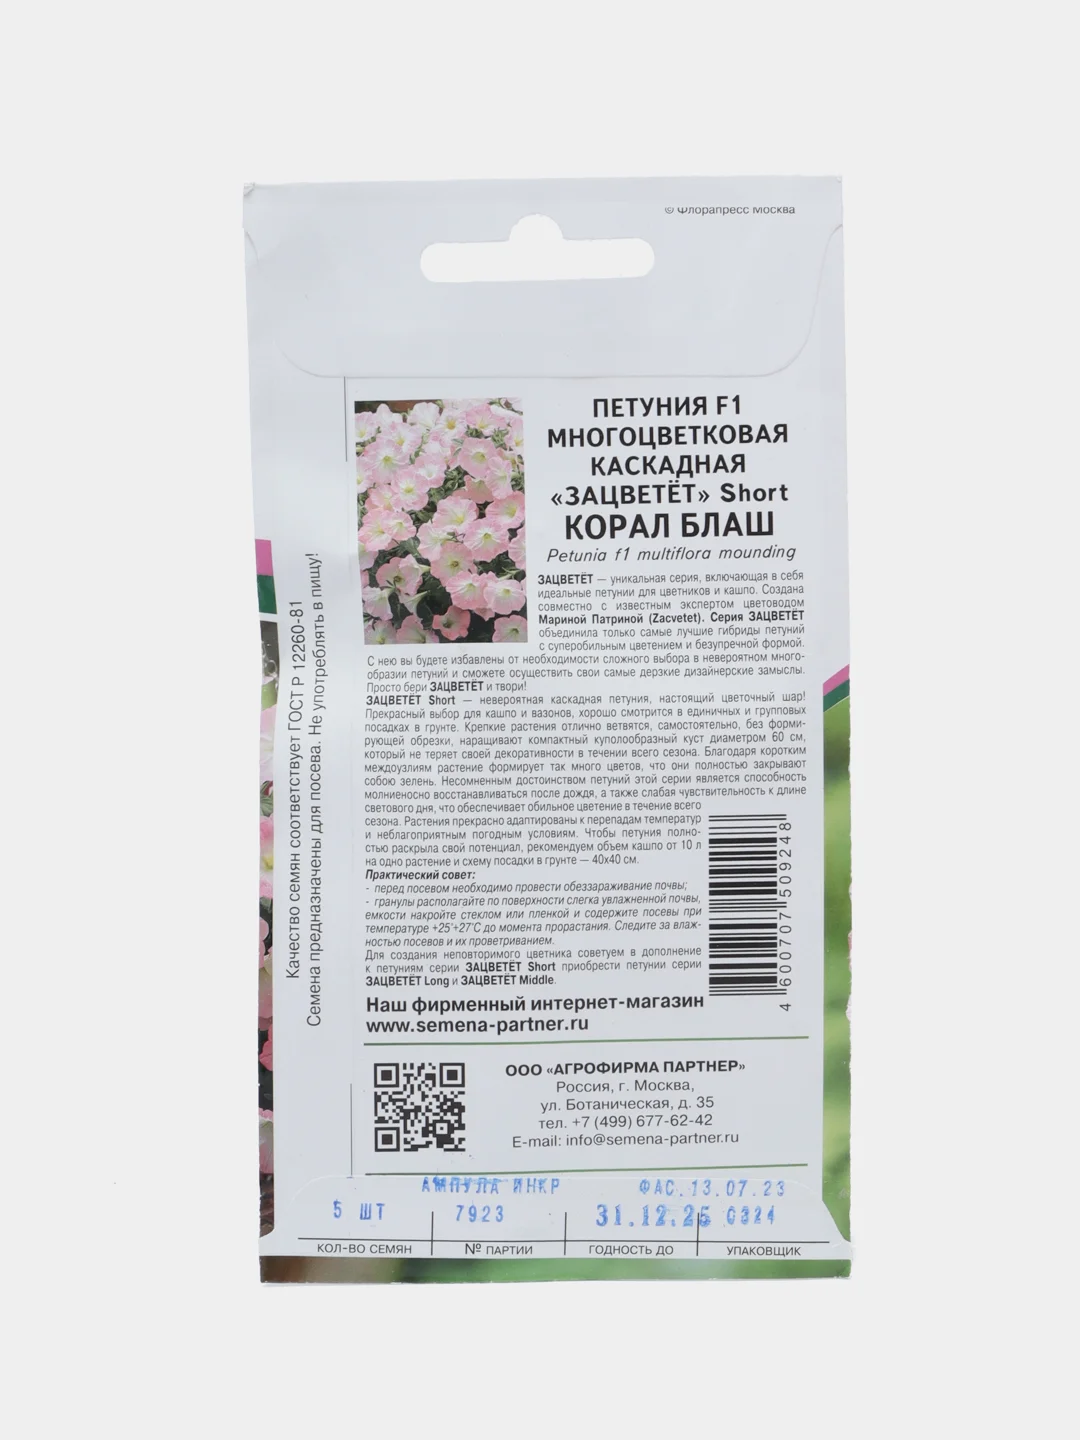 © Флорапресс Москва
ПЕТУНИЯ F1
МНОГОЦВЕТКОВАЯ
КАСКАДНАЯ
«ЗАЦВЕТЁТ» Short
КОРАЛ БЛАШ
Petunia f1 multiflora mounding
ЗАЦВЕТЁТ — уникальная серия, включающая в себя
идеальные петунии для цветников и кашпо. Создана
совместно с известным экспертом цветоводом
Мариной Патриной (Zacvetet). Серия ЗАЦВЕТЁТ
объединила только самые лучшие гибриды петуний
с суперобильным цветением и безупречной формой.
С нею вы будете избавлены от необходимости сложного выбора в невероятном много-
образии петуний и сможете осуществить свои самые дерзкие дизайнерские замыслы.
Просто бери ЗАЦВЕТЁТ и твори!
ЗАЦВЕТЁТ Short — невероятная каскадная петуния, настоящий цветочный шар!
Прекрасный выбор для кашпо и вазонов, хорошо смотрится в единичных и групповых
посадках в грунте. Крепкие растения отлично ветвятся, самостоятельно, без форми-
рующей обрезки, наращивают компактный куполообразный куст диаметром 60 см,
который не теряет своей декоративности в течении всего сезона. Благодаря коротким
междоузлиям растение формирует так много цветов, что они полностью закрывают
собою зелень. Несомненным достоинством петуний этой серии является способность
молниеносно восстанавливаться после дождя, а также слабая чувствительность к длине
светового дня, что обеспечивает обильное цветение в течение всего
сезона. Растения прекрасно адаптированы к перепадам температур
и неблагоприятным погодным условиям. Чтобы петуния полно-
стью раскрыла свой потенциал, рекомендуем объем кашпо от 10 л
на одно растение и схему посадки в грунте — 40х40 см.
Практический совет:
- перед посевом необходимо провести обеззараживание почвы;
- гранулы располагайте по поверхности слегка увлажненной почвы,
емкости накройте стеклом или пленкой и содержите посевы при
температуре +25˚+27˚С до момента прорастания. Следите за влаж-
ностью посевов и их проветриванием.
Для создания неповторимого цветника советуем в дополнение
к петуниям серии ЗАЦВЕТЁТ Short приобрести петунии серии
ЗАЦВЕТЁТ Long и ЗАЦВЕТЁТ Middle.
Наш фирменный интернет-магазин
www.semena-partner.ru
4 600707 509248
Качество семян соответствует ГОСТ Р 12260-81
Семена предназначены для посева. Не употреблять в пищу!
ООО «АГРОФИРМА ПАРТНЕР»
Россия, г. Москва,
ул. Ботаническая, д. 35
тел. +7 (499) 677-62-42
E-mail: info@semena-partner.ru
АМПУЛА ИНКР ФАС.13.07.23
5 ШТ 7923 31.12.25 0324
КОЛ-ВО СЕМЯН № ПАРТИИ ГОДНОСТЬ ДО УПАКОВЩИК